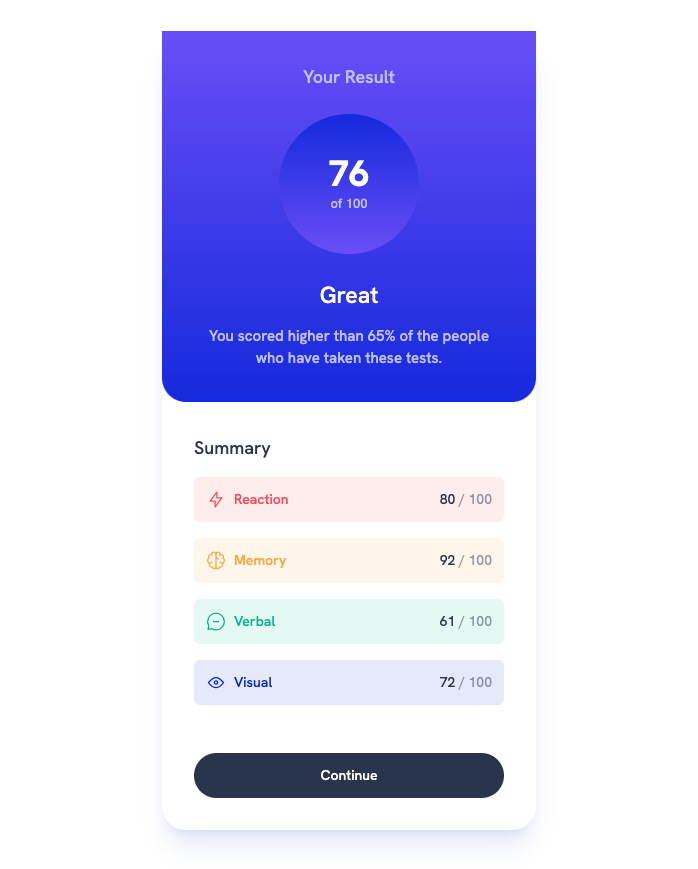 Your Result
76
of 100
Great
You scored higher than 65% of the people
who have taken these tests.
Summary
Reaction 80 / 100
Memory 92 / 100
Verbal 61 / 100
Visual 72 / 100
Continue